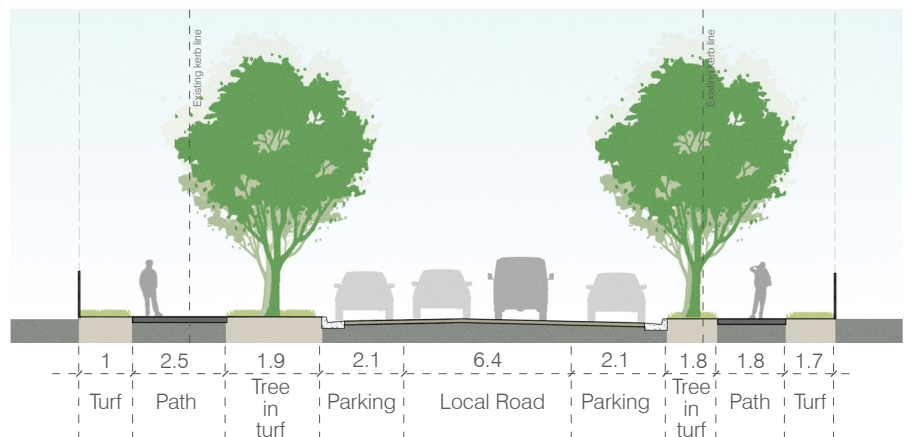 Existing kerb line
Existing kerb line
1 2.5 1.9 2.1 6.4 2.1 1.8 1.8 1.7
Turf Path Tree in turf Parking Local Road Parking Tree in turf Path Turf